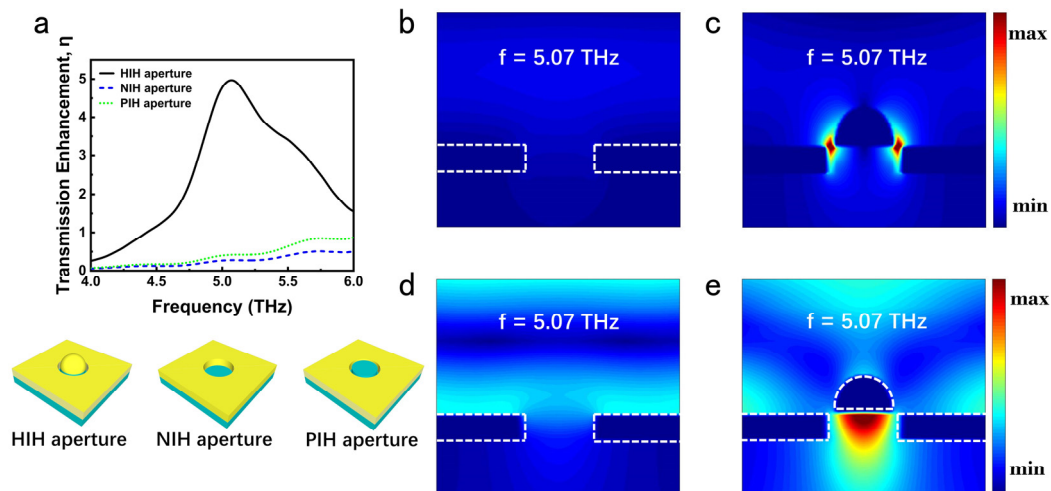 a
Transmission Enhancement, η
5
4
3
2
1
0
HIH aperture
NIH aperture
PIH aperture
4.0 4.5 5.0 5.5 6.0
Frequency (THz)
HIH aperture NIH aperture PIH aperture
b
f = 5.07 THz
c
f = 5.07 THz
max
min
d
f = 5.07 THz
e
f = 5.07 THz
max
min